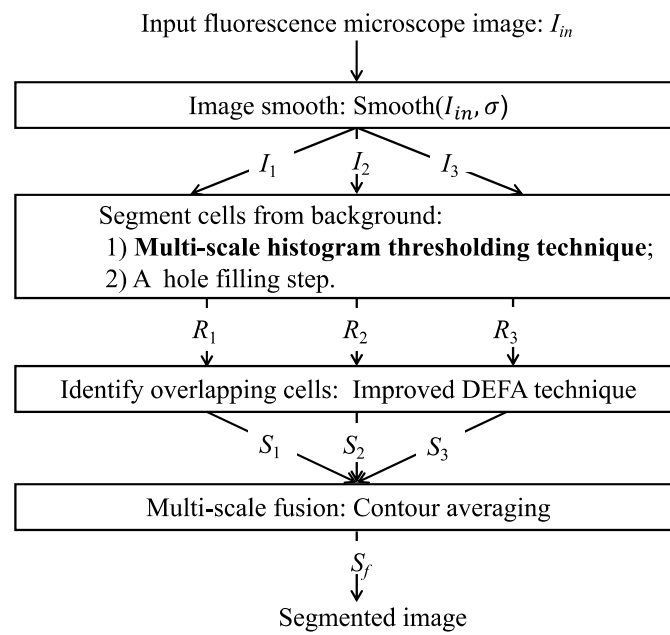 Input fluorescence microscope image: I_in
Image smooth: Smooth(I_in, σ)
I_1 I_2 I_3
Segment cells from background:
1) Multi-scale histogram thresholding technique;
2) A hole filling step.
R_1 R_2 R_3
Identify overlapping cells: Improved DEFA technique
S_1 S_2 S_3
Multi-scale fusion: Contour averaging
S_f
Segmented image